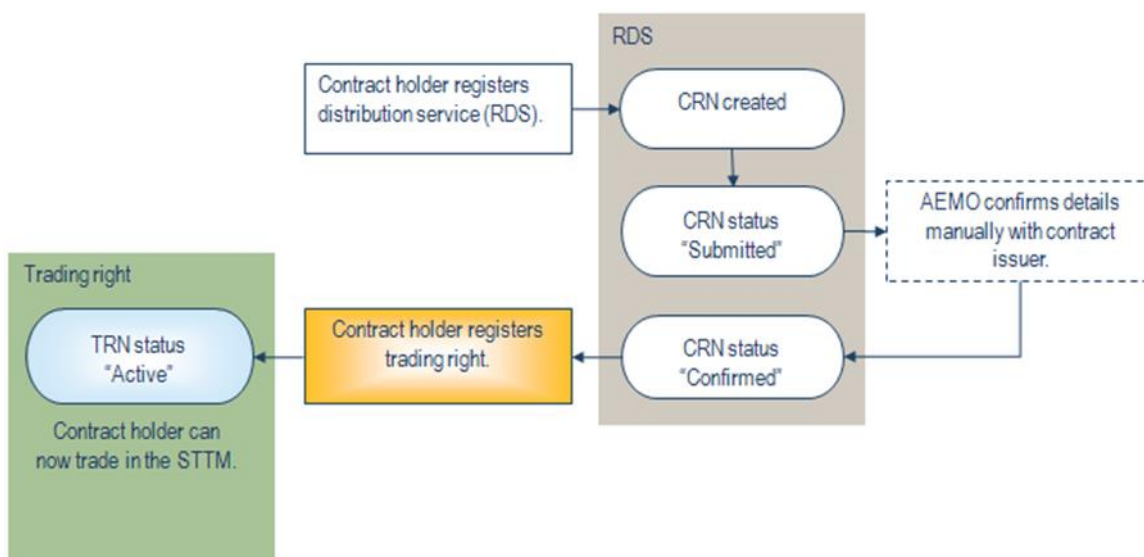 RDS
Contract holder registers
distribution service (RDS).
CRN created
CRN status
“Submitted”
AEMO confirms details
manually with contract
issuer.
CRN status
“Confirmed”
Contract holder registers
trading right.
Trading right
TRN status
“Active”
Contract holder can
now trade in the STTM.